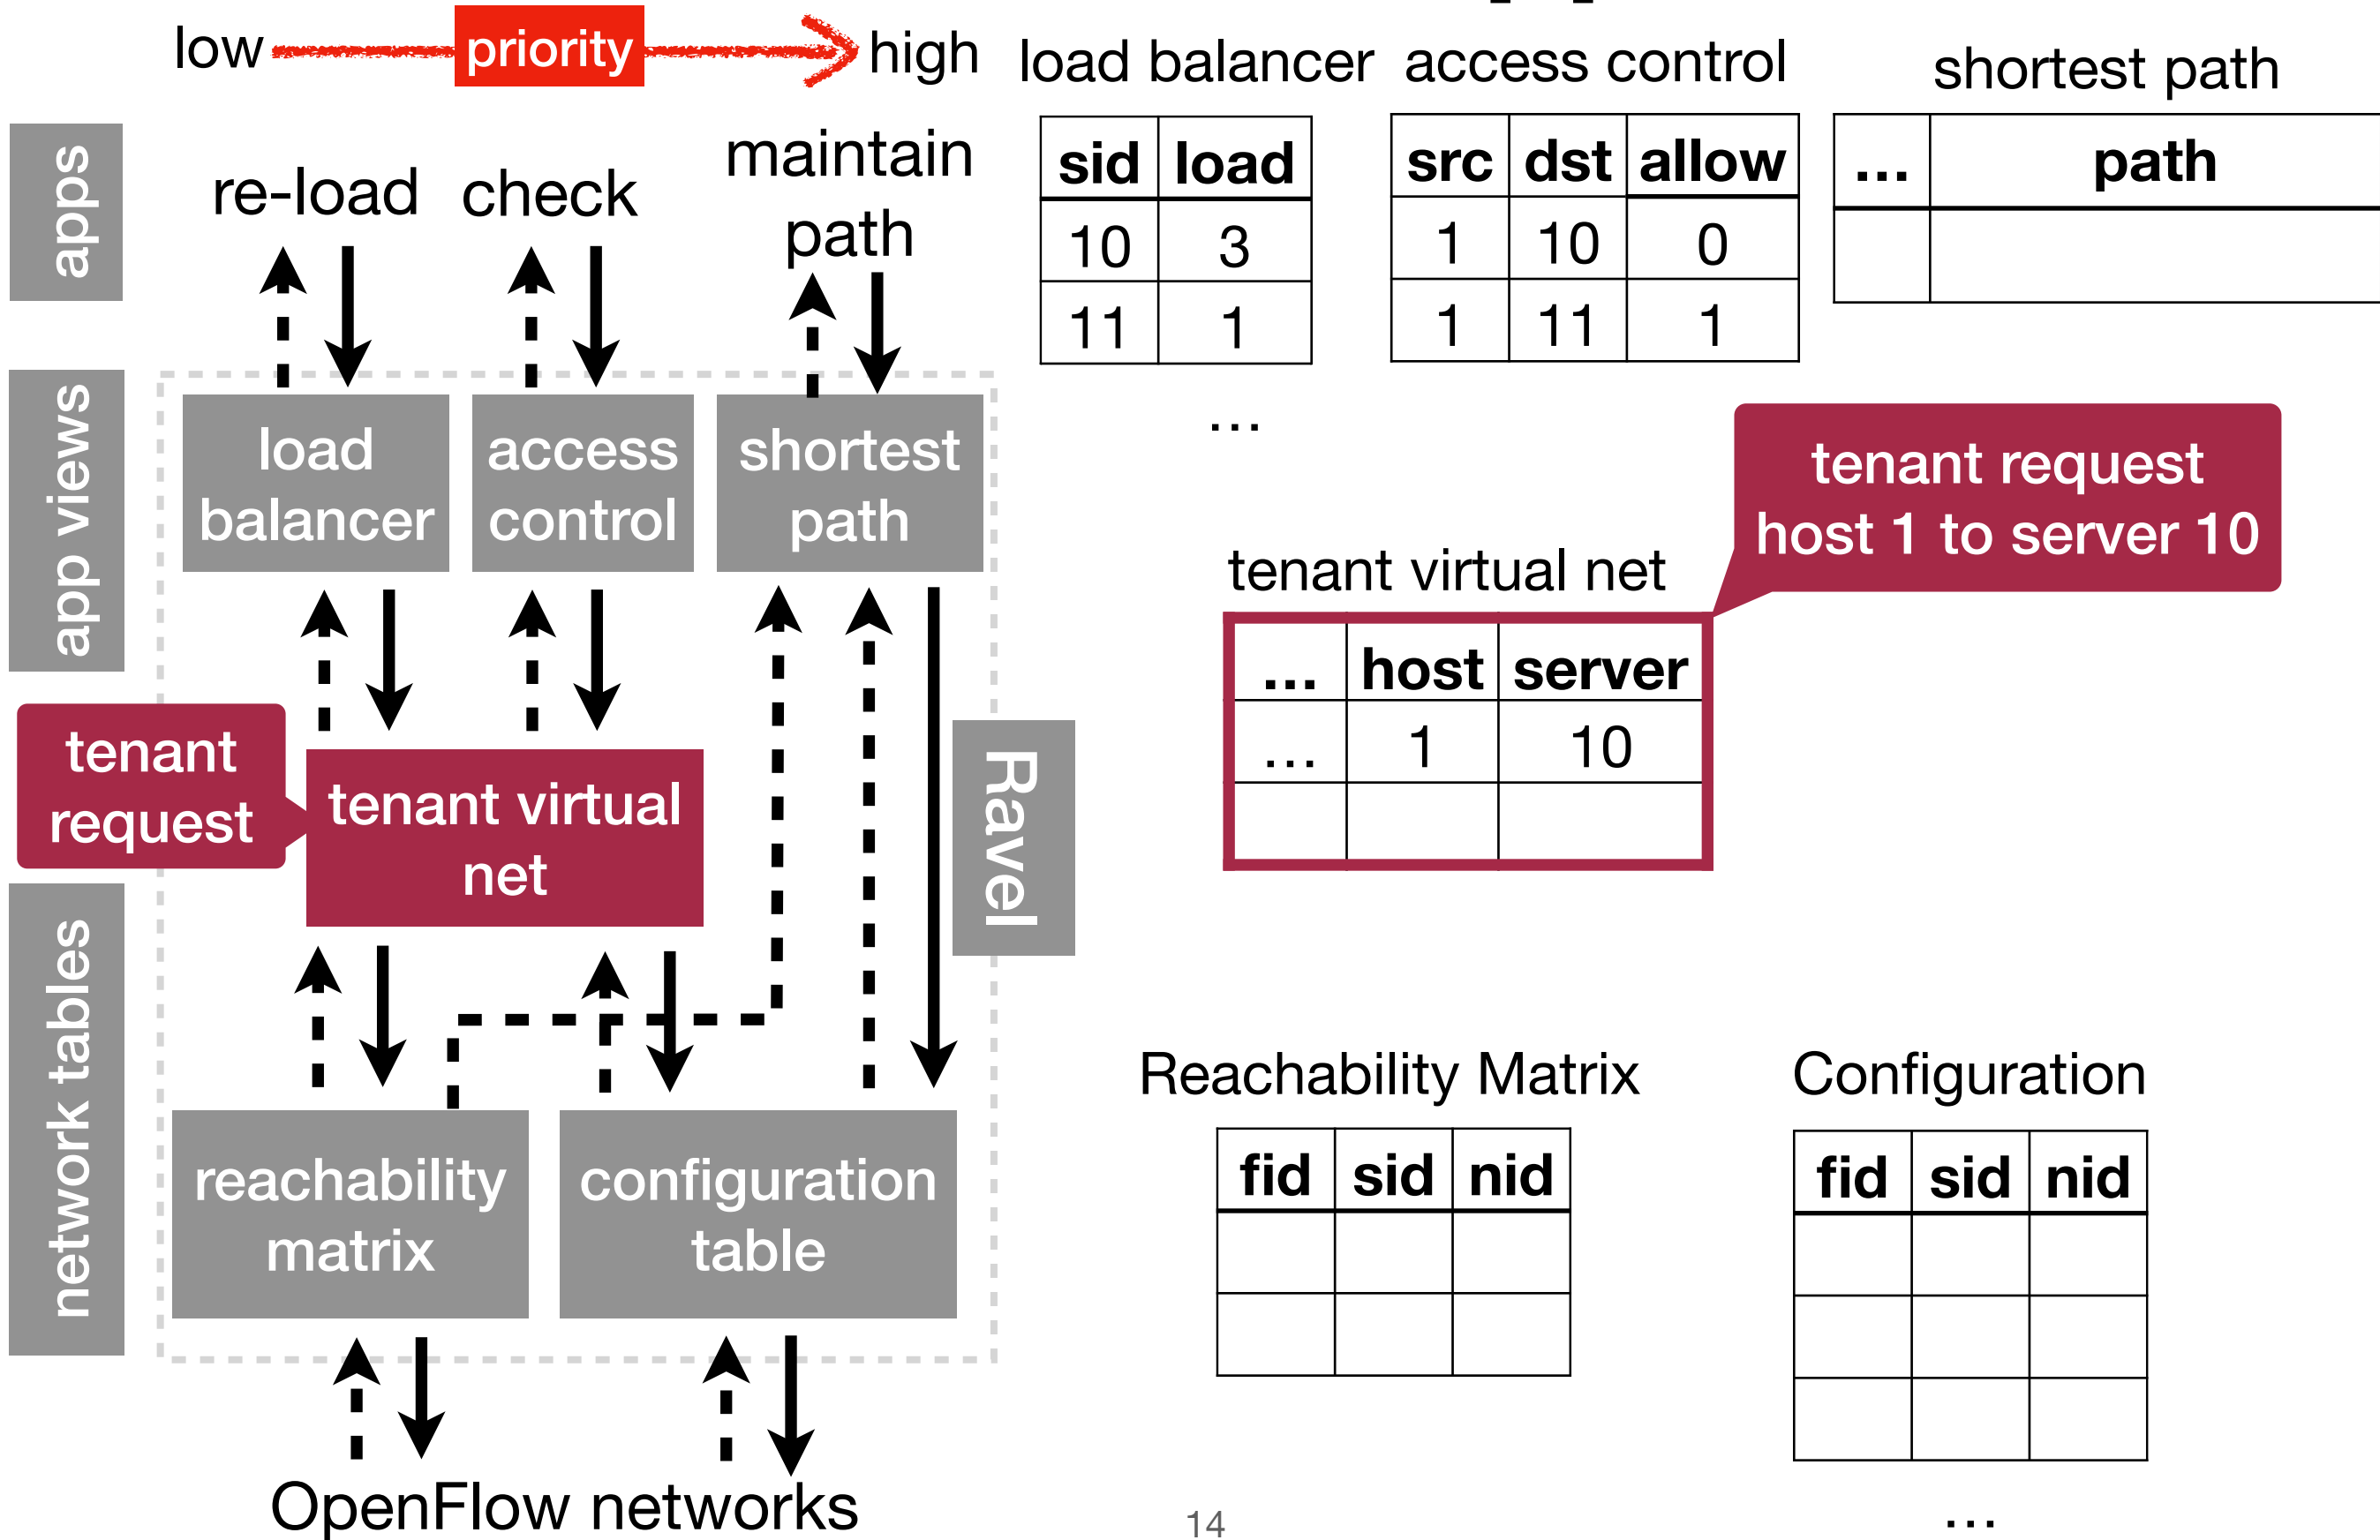 low priority high
load balancer
access control
shortest path
apps
re-load
check
maintain
path
sid load
10 3
11 1
...
src dst allow
1 10 0
1 11 1
... path
app views
load
balancer
access
control
shortest
path
tenant request
host 1 to server 10
tenant virtual net
... host server
... 1 10
tenant
request
tenant virtual
net
Ravel
network tables
reachability
matrix
configuration
table
Reachability Matrix
fid sid nid
Configuration
fid sid nid
...
OpenFlow networks
14